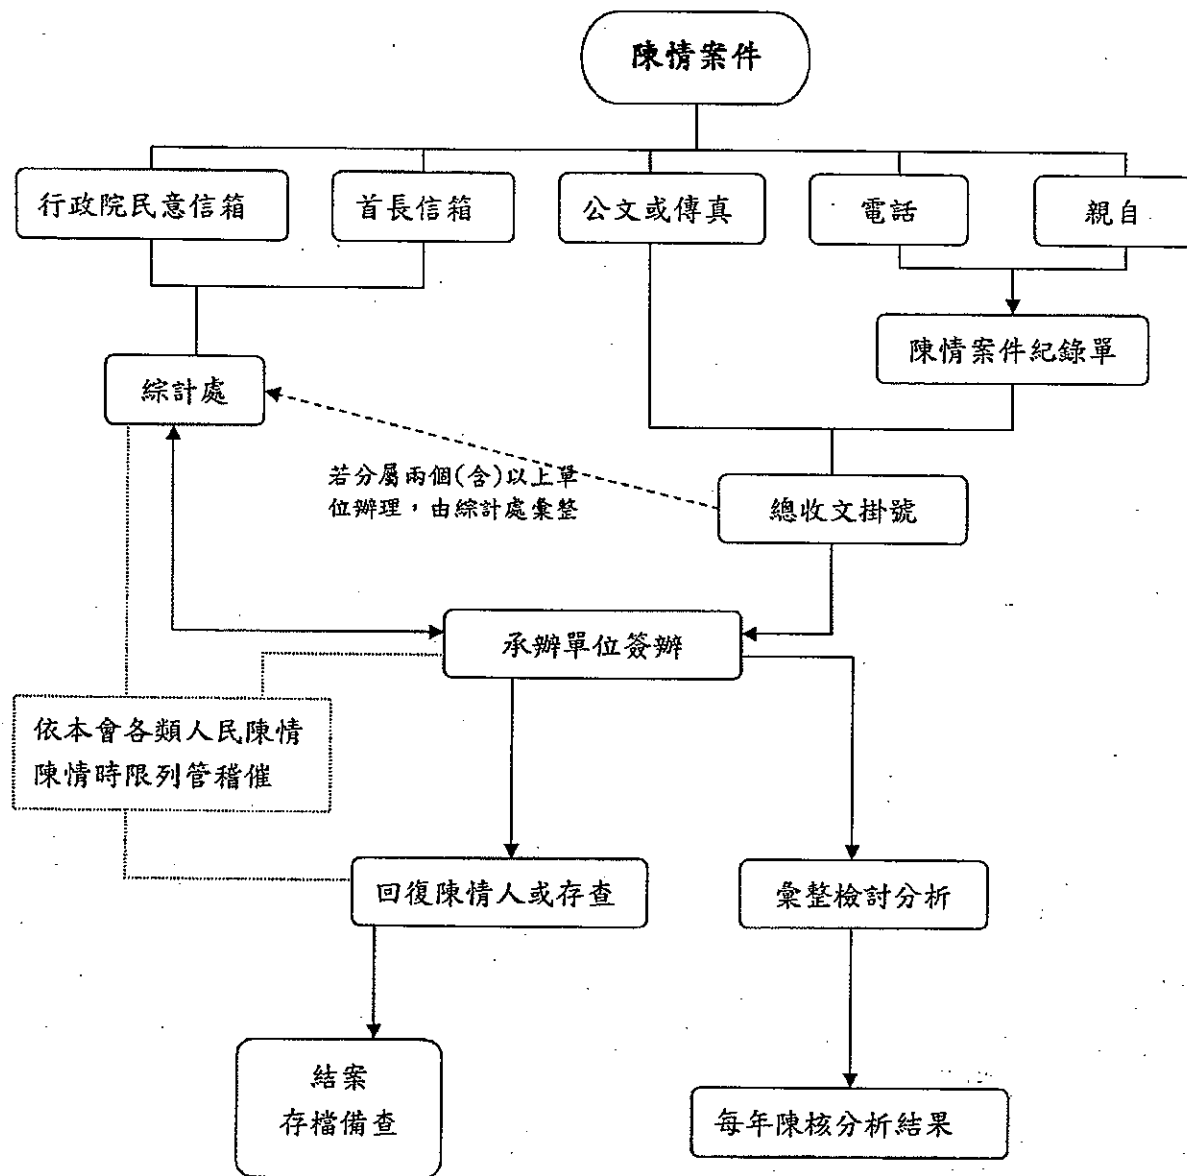 陳情案件
行政院民意信箱
首長信箱
公文或傳真
電話
親自
陳情案件紀錄單
綜計處
若分屬兩個(含)以上單
位辦理，由綜計處彙整
總收文掛號
承辦單位簽辦
依本會各類人民陳情
陳情時限列管稽催
回復陳情人或存查
彙整檢討分析
結案
存檔備查
每年陳核分析結果